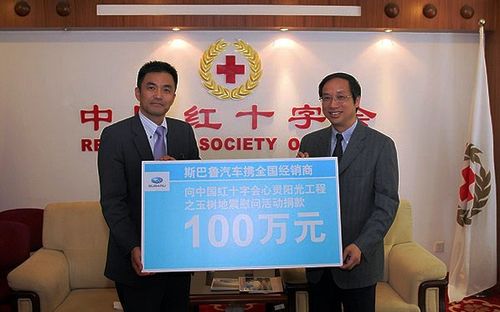 中国红十字会
RED SOCIETY OF
斯巴鲁汽车携全国经销商
向中国红十字会心灵阳光工程
之玉树地震慰问活动捐款
100万元
SUBARU